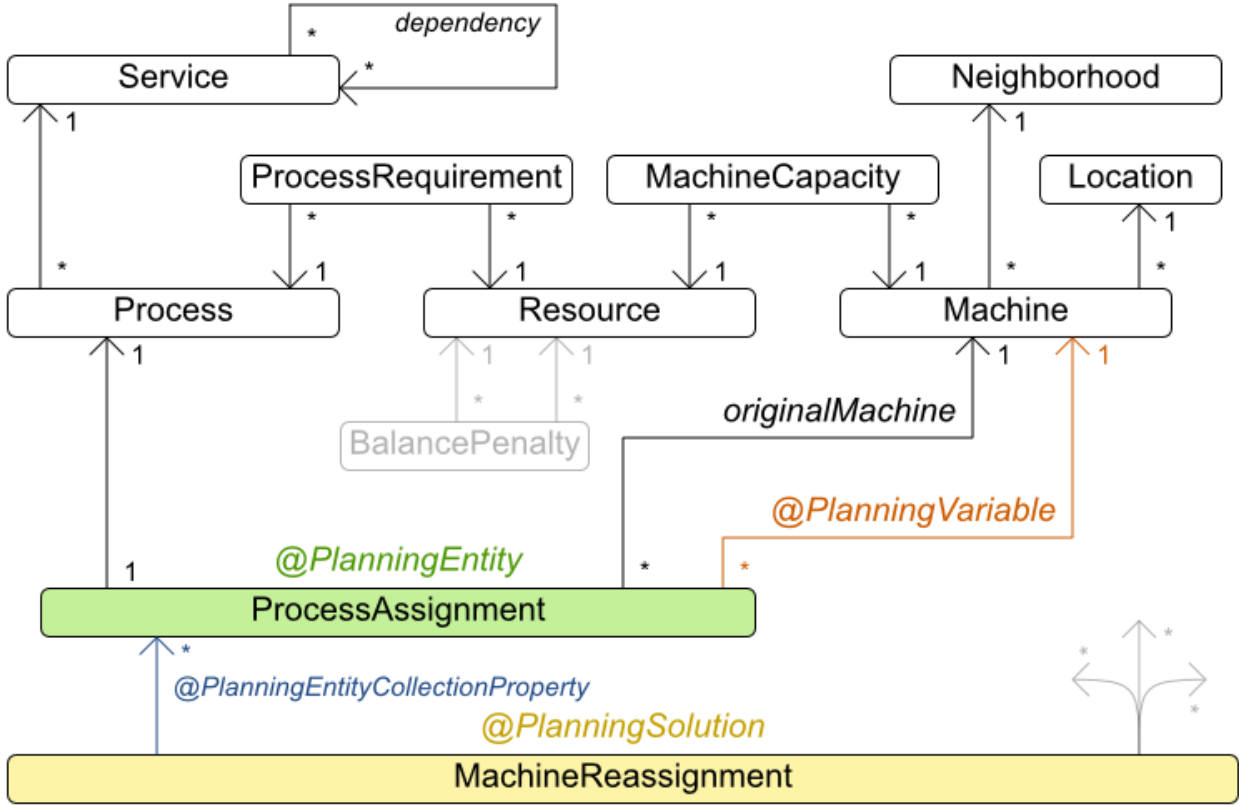 * dependency
Service * Neighborhood
1 1
ProcessRequirement MachineCapacity Location
* * * * 1
* 1 1 1 1 * *
Process Resource Machine
1 1 1 1 1
* * originalMachine
BalancePenalty
@PlanningVariable
@PlanningEntity
1 * *
ProcessAssignment
* * *
@PlanningEntityCollectionProperty *
@PlanningSolution
MachineReassignment